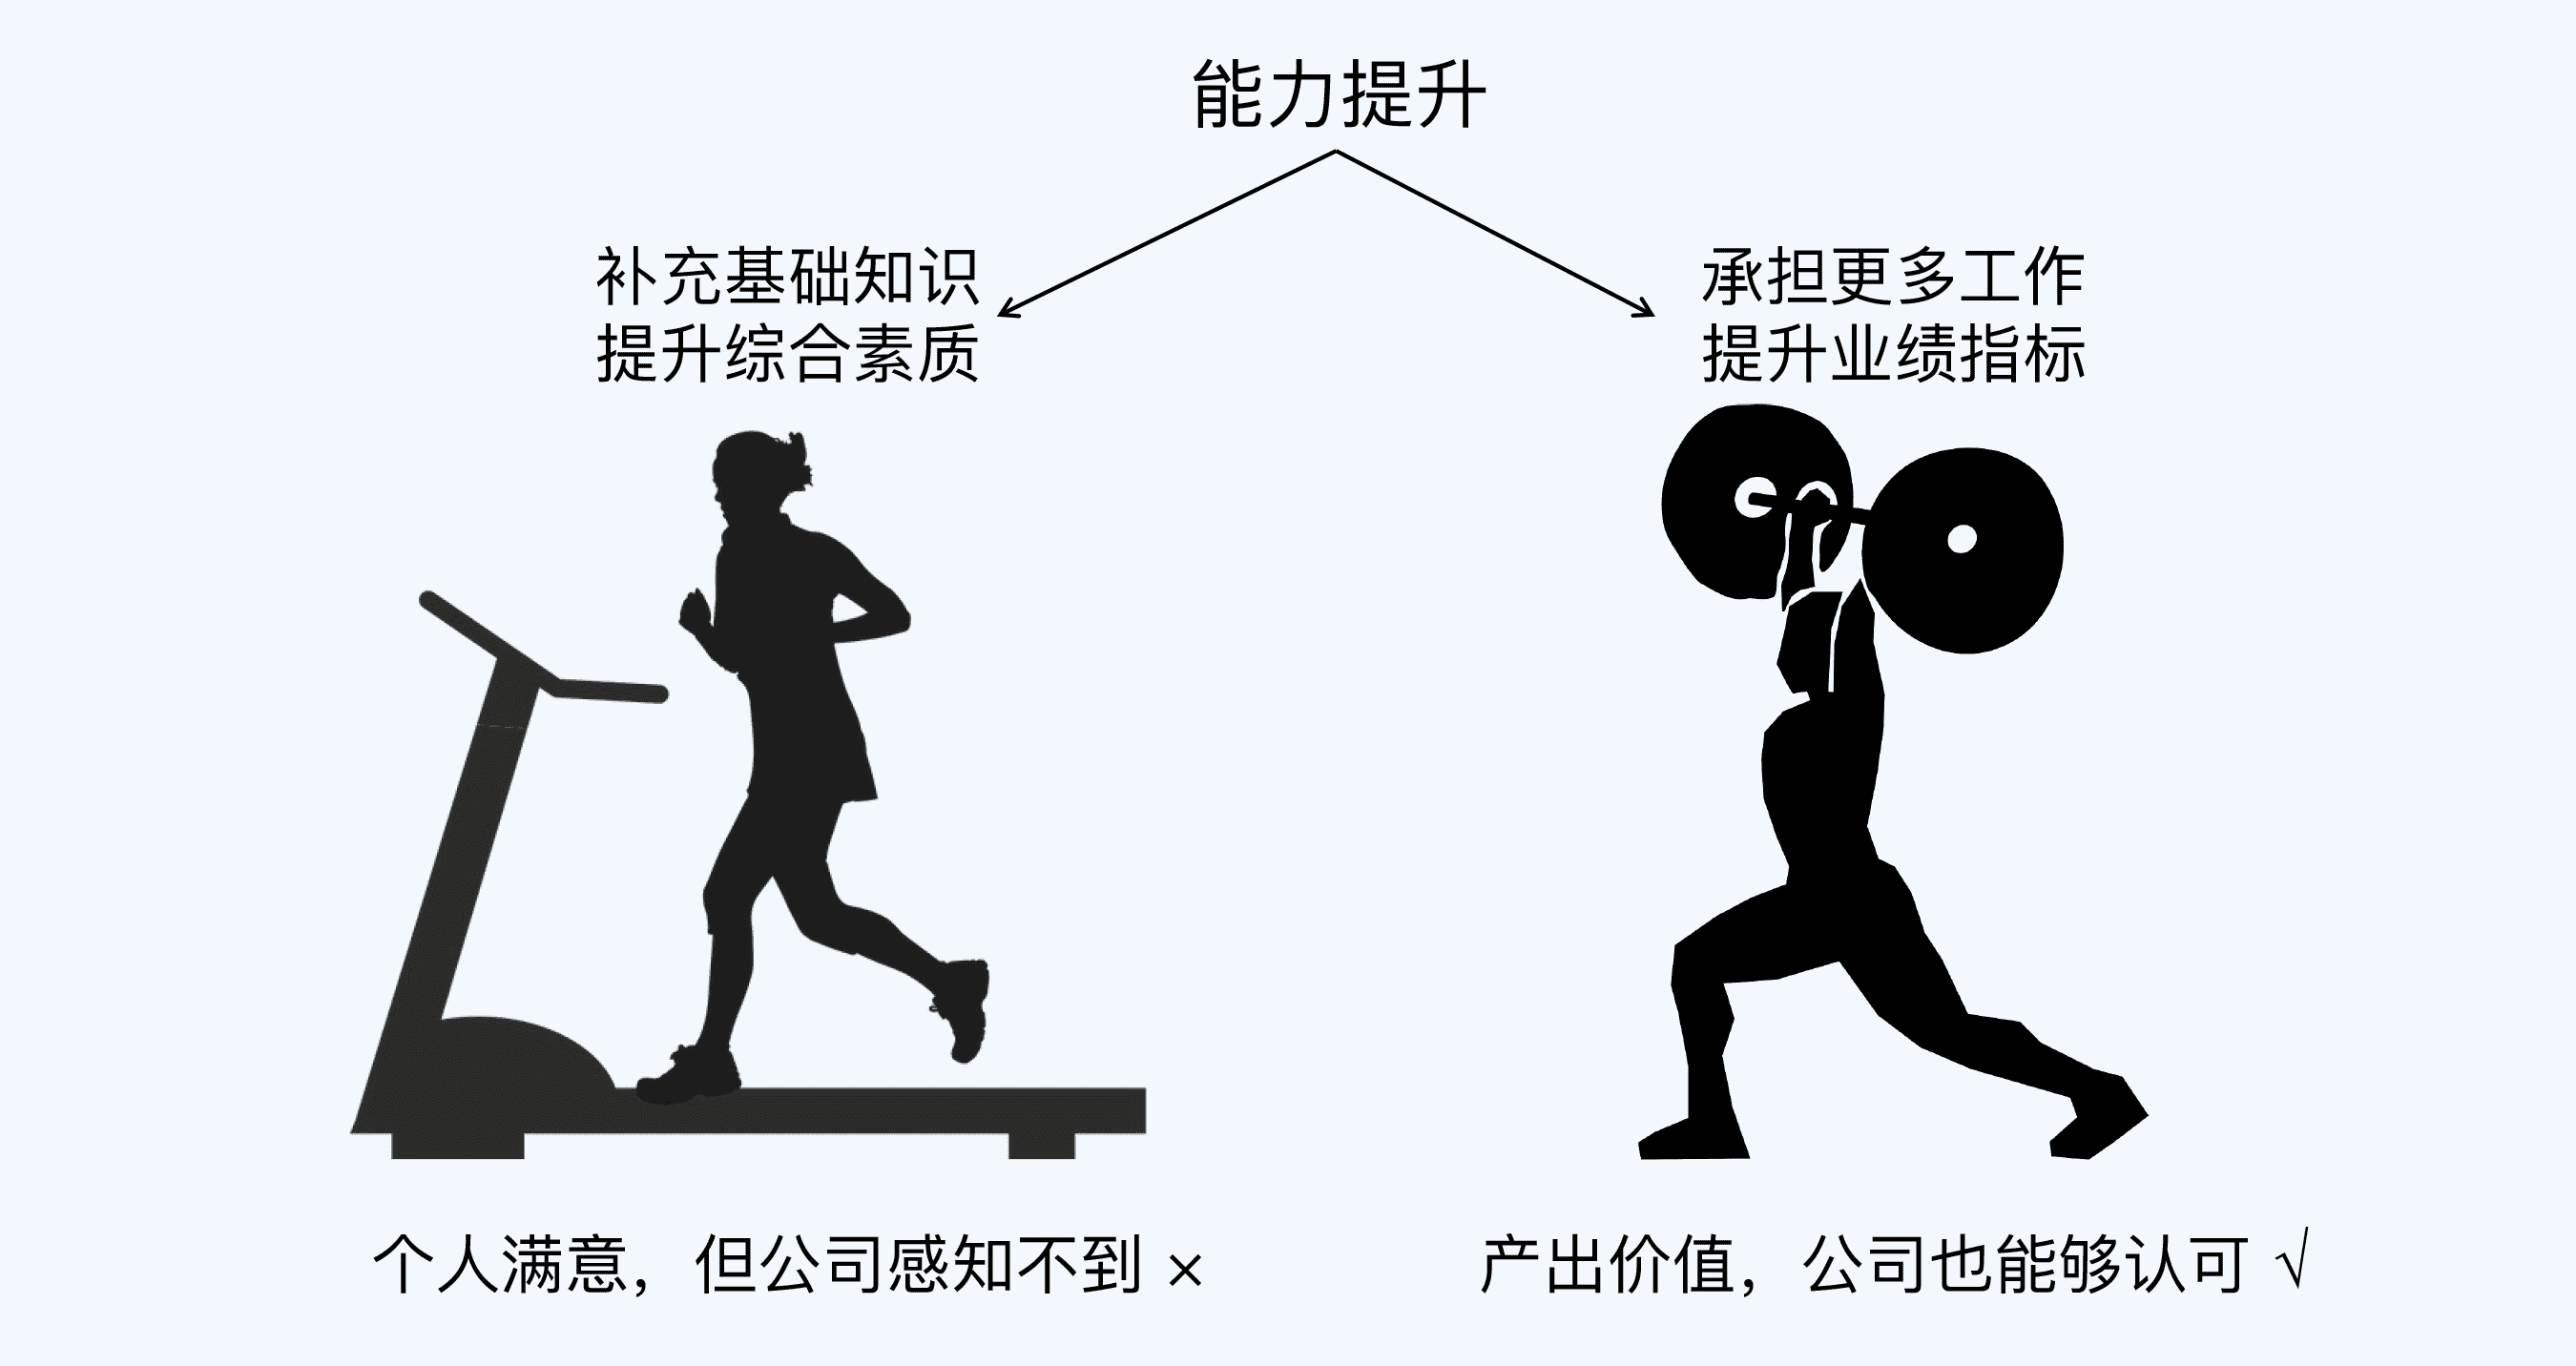 能力提升
补充基础知识
提升综合素质
承担更多工作
提升业绩指标
个人满意，但公司感知不到 ×
产出价值，公司也能够认可 √